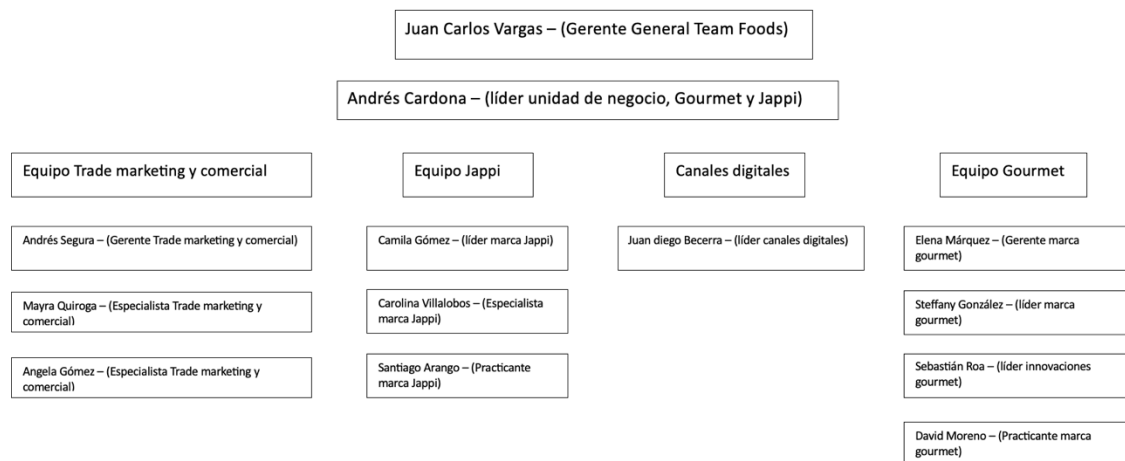 Juan Carlos Vargas – (Gerente General Team Foods)
Andrés Cardona – (líder unidad de negocio, Gourmet y Jappi)
Equipo Trade marketing y comercial
Equipo Jappi
Canales digitales
Equipo Gourmet
Andrés Segura – (Gerente Trade marketing y comercial)
Camila Gómez – (líder marca Jappi)
Juan diego Becerra – (líder canales digitales)
Elena Márquez – (Gerente marca
gourmet)
Mayra Quiroga – (Especialista Trade marketing y
comercial)
Carolina Villalobos – (Especialista
marca Jappi)
Steffany González – (líder marca
gourmet)
Angela Gómez – (Especialista Trade marketing y
comercial)
Santiago Arango – (Practicante
marca Jappi)
Sebastián Roa – (líder innovaciones
gourmet)
David Moreno – (Practicante marca
gourmet)